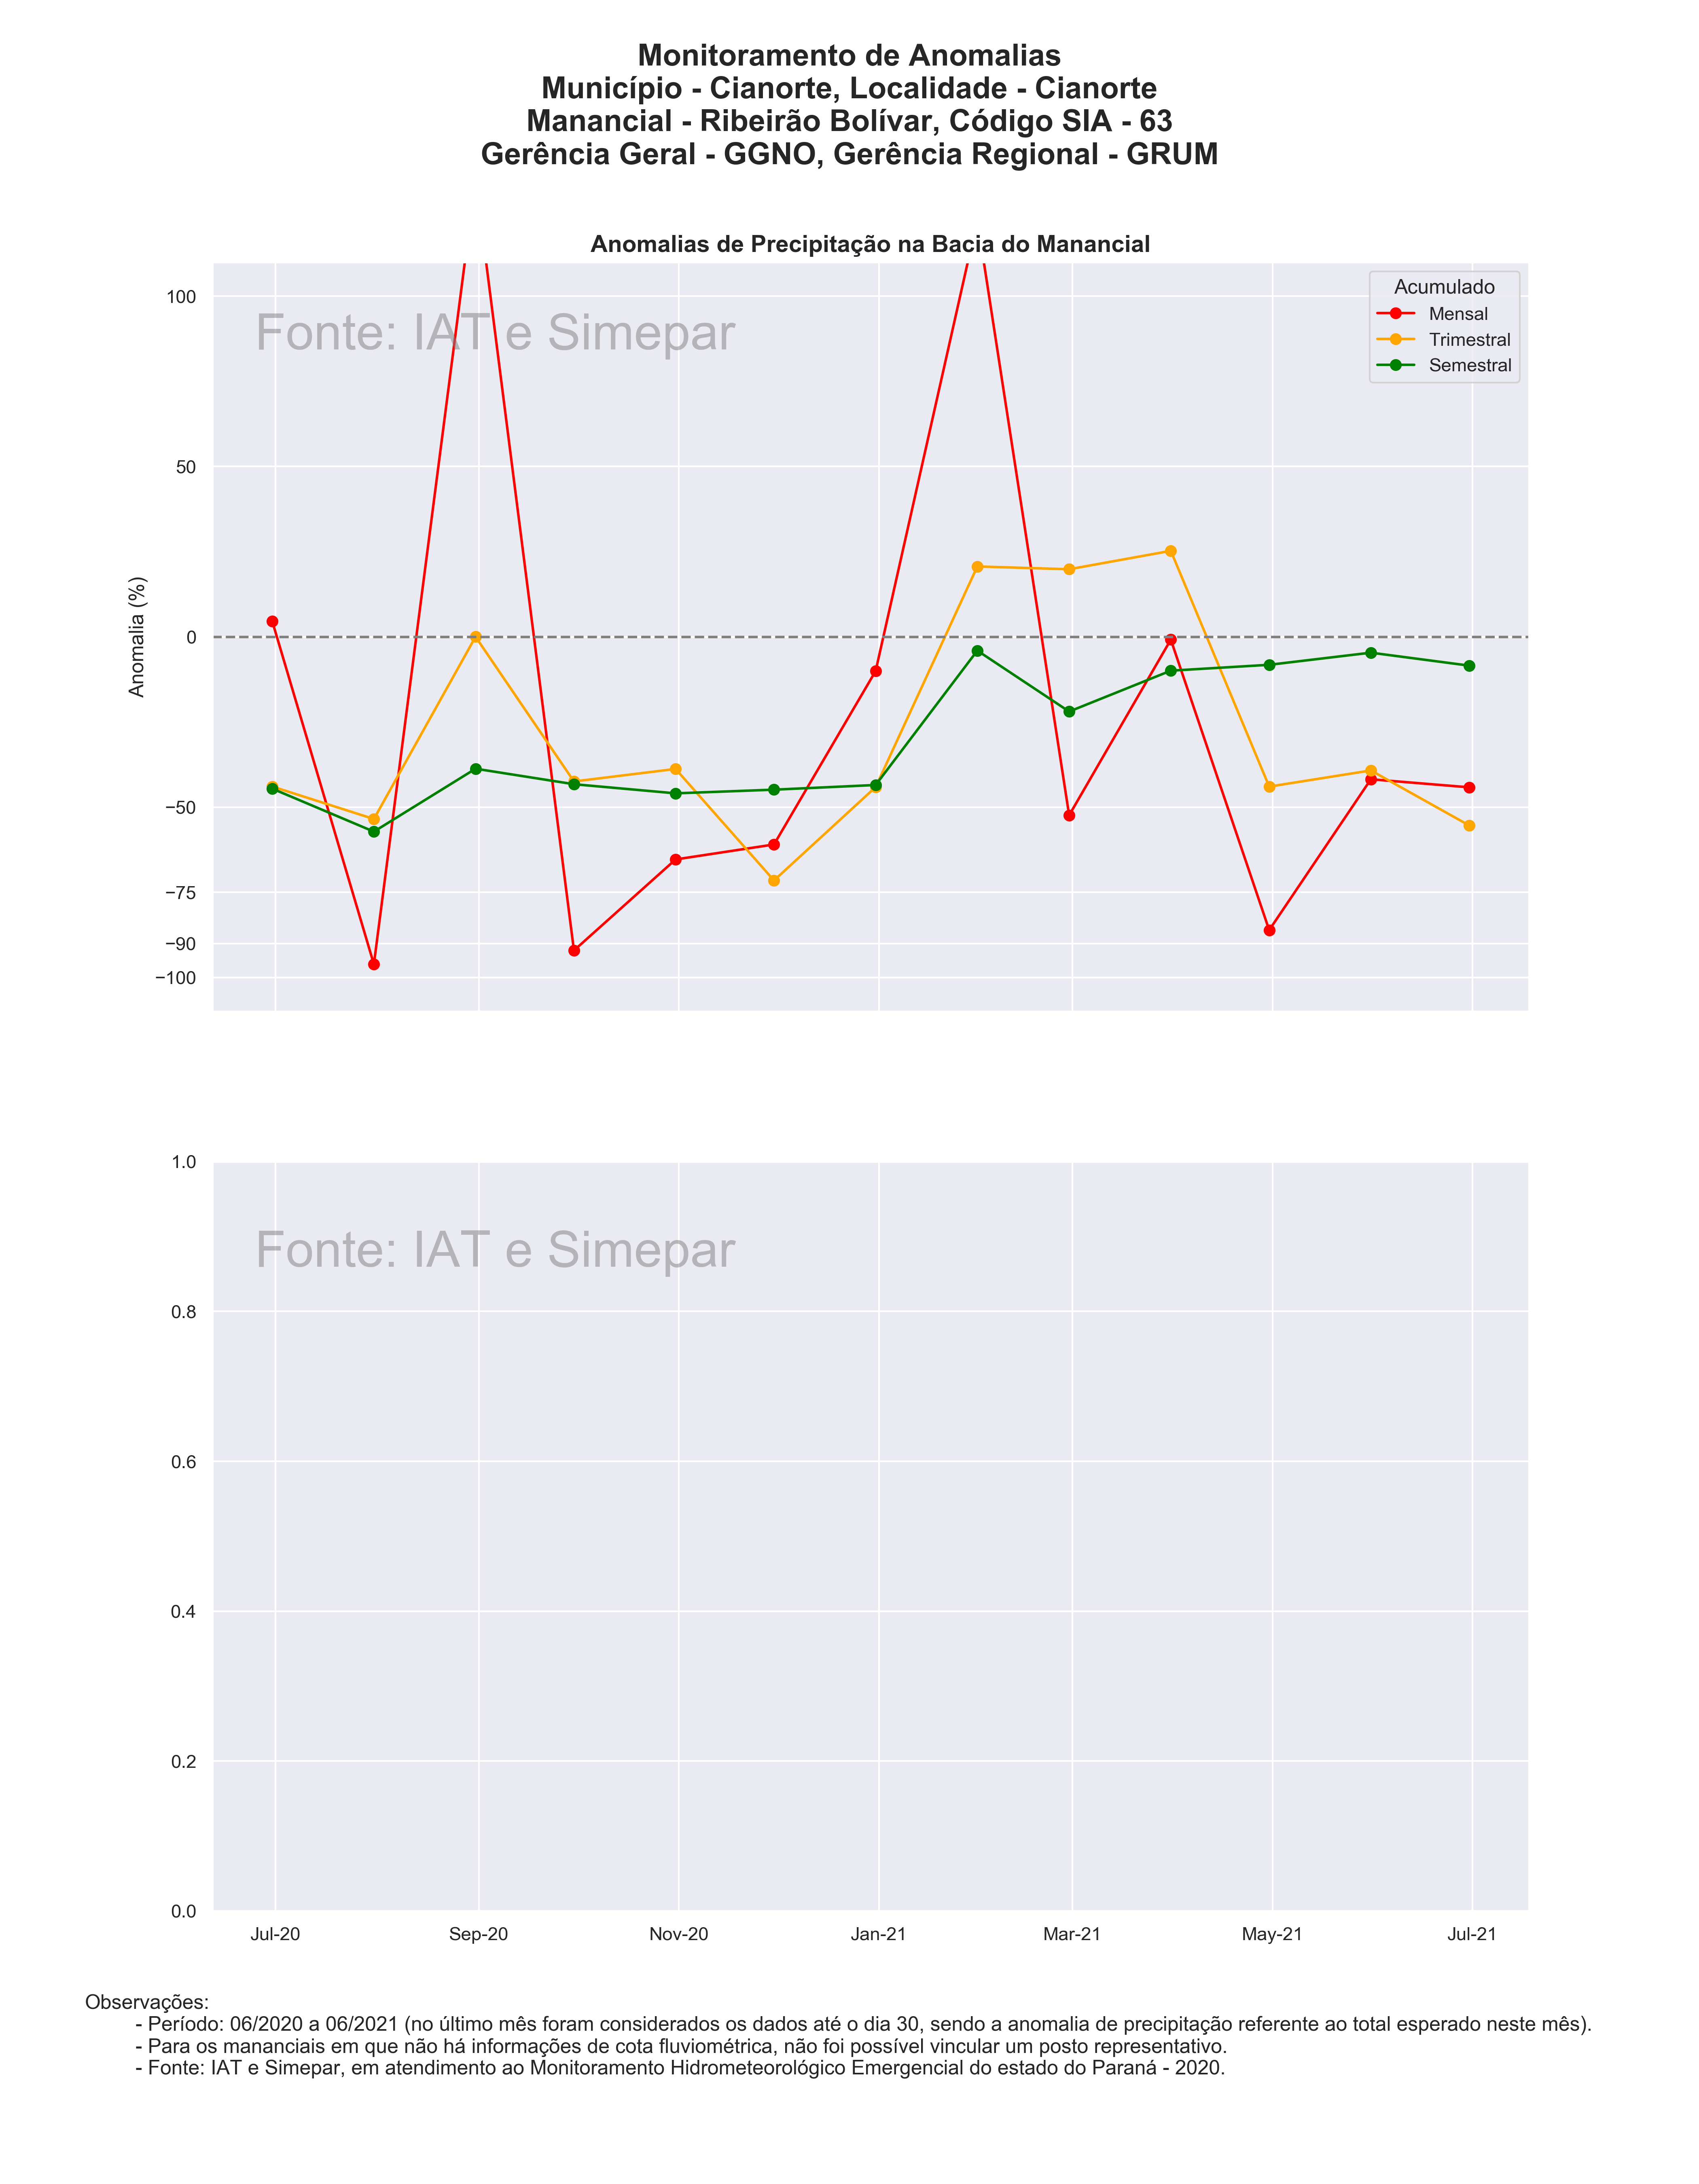 Monitoramento de Anomalias
Município - Cianorte, Localidade - Cianorte
Manancial - Ribeirão Bolívar, Código SIA - 63
Gerência Geral - GGNO, Gerência Regional - GRUM
Anomalias de Precipitação na Bacia do Manancial
Fonte: IAT e Simepar
Acumulado
Mensal
Trimestral
Semestral
Anomalia (%)
100
50
0
−50
−75
−90
−100
Fonte: IAT e Simepar
1.0
0.8
0.6
0.4
0.2
0.0
Jul-20 Sep-20 Nov-20 Jan-21 Mar-21 May-21 Jul-21
Observações:
- Período: 06/2020 a 06/2021 (no último mês foram considerados os dados até o dia 30, sendo a anomalia de precipitação referente ao total esperado neste mês).
- Para os mananciais em que não há informações de cota fluviométrica, não foi possível vincular um posto representativo.
- Fonte: IAT e Simepar, em atendimento ao Monitoramento Hidrometeorológico Emergencial do estado do Paraná - 2020.